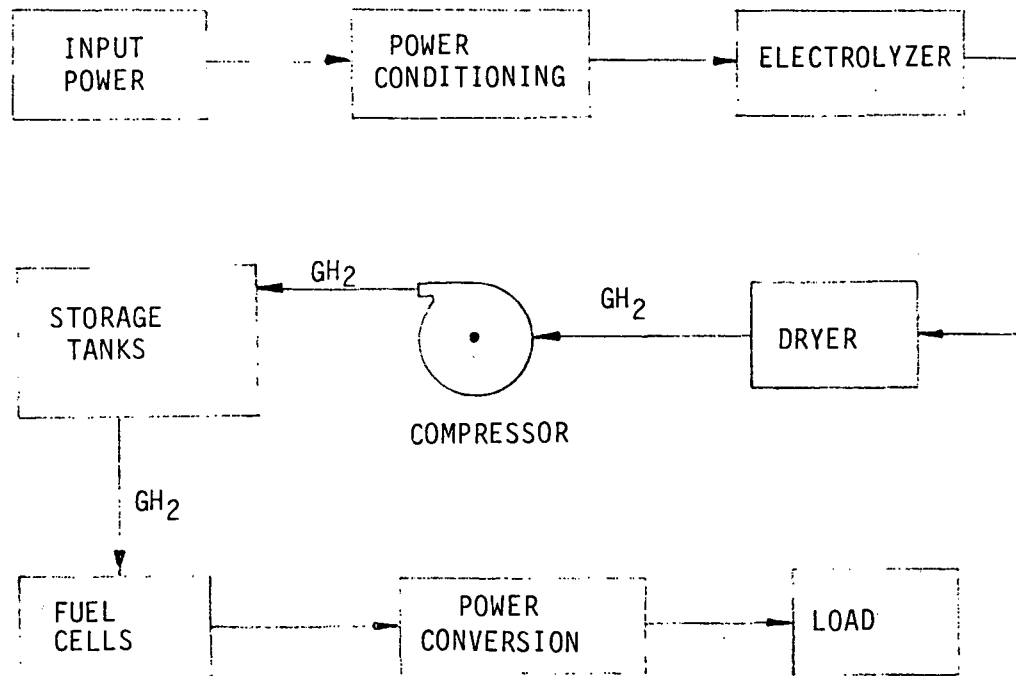 INPUT
POWER
POWER
CONDITIONING
ELECTROLYZER
STORAGE
TANKS
GH2
COMPRESSOR
GH2
DRYER
GH2
FUEL
CELLS
POWER
CONVERSION
LOAD